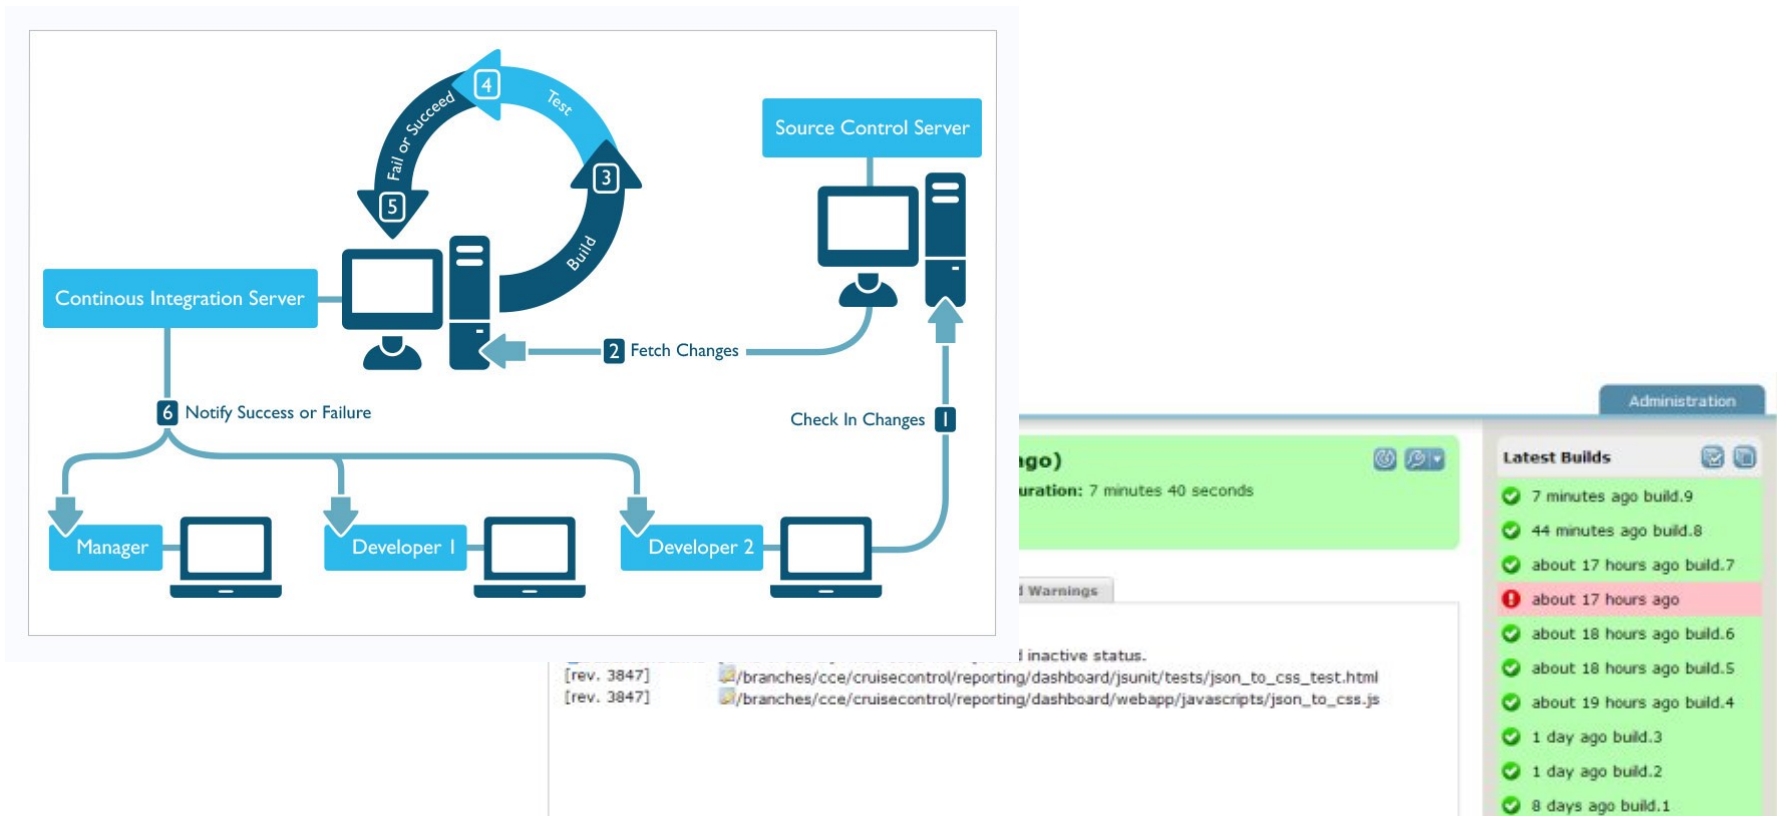 4
Test
Fail or Succeed
3
5
Build
Source Control Server
Continous Integration Server
2 Fetch Changes
6 Notify Success or Failure
Check In Changes 1
Manager
Developer 1
Developer 2
Administration
ago)
uration: 7 minutes 40 seconds
Warnings
inactive status.
[rev. 3847] /branches/cce/cruisecontrol/reporting/dashboard/jsunit/tests/json_to_css_test.html
[rev. 3847] /branches/cce/cruisecontrol/reporting/dashboard/webapp/javascripts/json_to_css.js
Latest Builds
7 minutes ago build.9
44 minutes ago build.8
about 17 hours ago build.7
about 17 hours ago
about 18 hours ago build.6
about 18 hours ago build.5
about 19 hours ago build.4
1 day ago build.3
1 day ago build.2
8 days ago build.1